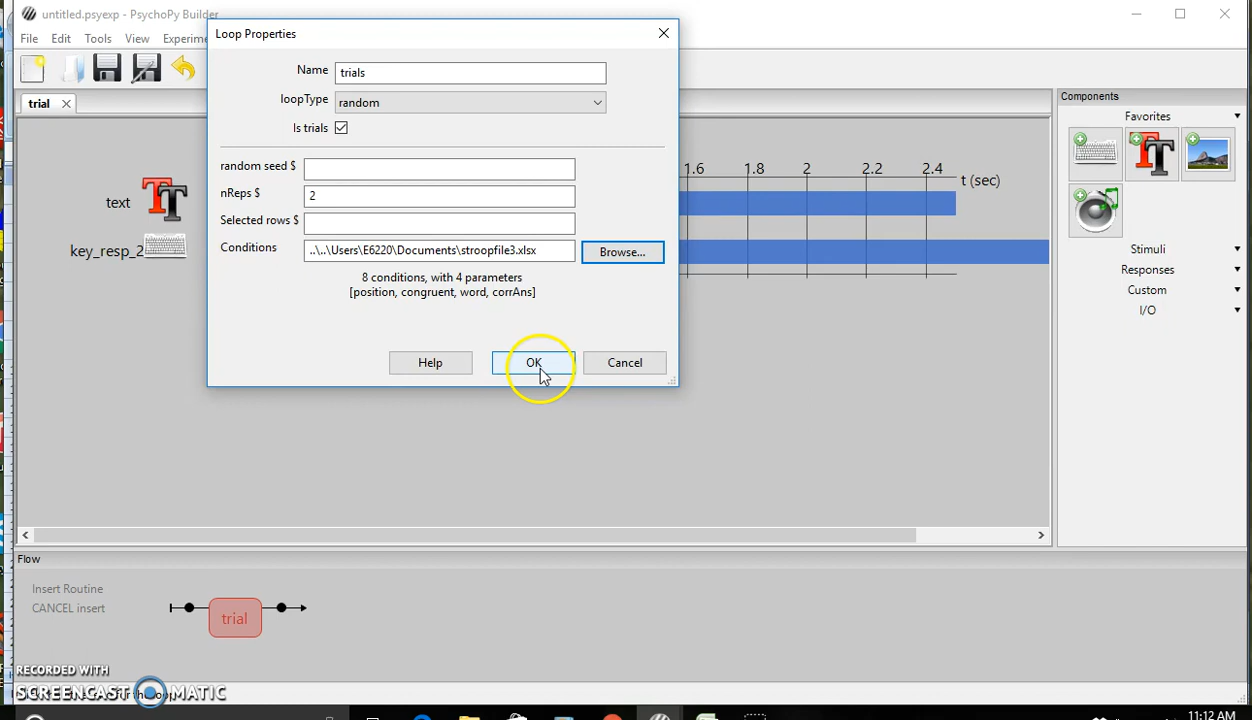 untitled.psyexp - PsychoPy Builder
File Edit Tools View Experim
Loop Properties
Name trials
loopType random
Is trials
random seed $
nReps $ 2
Selected rows $
Conditions ..\..\Users\E6220\Documents\stroopfile3.xlsx Browse...
8 conditions, with 4 parameters
[position, congruent, word, corrAns]
Help OK Cancel
trial
1.6 1.8 2 2.2 2.4 t (sec)
text
key_resp_2
Components
Favorites
Stimuli
Responses
Custom
I/O
Flow
Insert Routine
CANCEL insert
trial
RECORDED WITH
SCREENCAST MATIC
11:12 AM